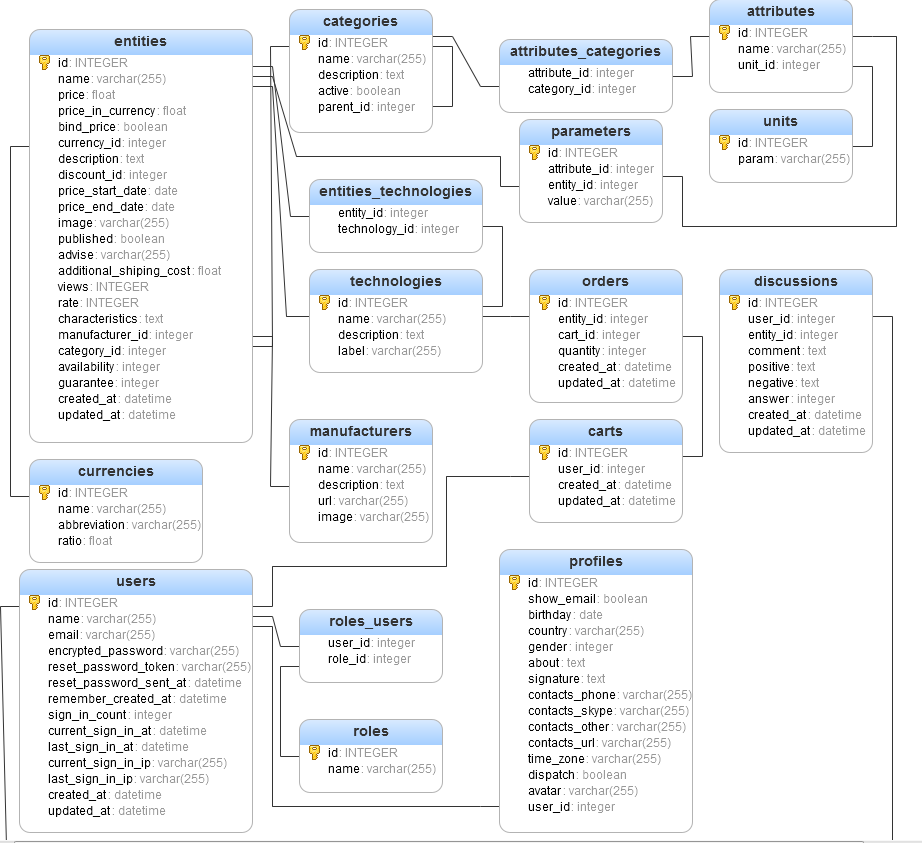 entities
id: INTEGER
name: varchar(255)
price: float
price_in_currency: float
bind_price: boolean
currency_id: integer
description: text
discount_id: integer
price_start_date: date
price_end_date: date
image: varchar(255)
published: boolean
advise: varchar(255)
additional_shiping_cost: float
views: INTEGER
rate: INTEGER
characteristics: text
manufacturer_id: integer
category_id: integer
availability: integer
guarantee: integer
created_at: datetime
updated_at: datetime
categories
id: INTEGER
name: varchar(255)
description: text
active: boolean
parent_id: integer
attributes_categories
attribute_id: integer
category_id: integer
attributes
id: INTEGER
name: varchar(255)
unit_id: integer
units
id: INTEGER
param: varchar(255)
parameters
id: INTEGER
attribute_id: integer
entity_id: integer
value: varchar(255)
entities_technologies
entity_id: integer
technology_id: integer
technologies
id: INTEGER
name: varchar(255)
description: text
label: varchar(255)
orders
id: INTEGER
entity_id: integer
cart_id: integer
quantity: integer
created_at: datetime
updated_at: datetime
discussions
id: INTEGER
user_id: integer
entity_id: integer
comment: text
positive: text
negative: text
answer: integer
created_at: datetime
updated_at: datetime
manufacturers
id: INTEGER
name: varchar(255)
description: text
url: varchar(255)
image: varchar(255)
carts
id: INTEGER
user_id: integer
created_at: datetime
updated_at: datetime
currencies
id: INTEGER
name: varchar(255)
abbreviation: varchar(255)
ratio: float
users
id: INTEGER
name: varchar(255)
email: varchar(255)
encrypted_password: varchar(255)
reset_password_token: varchar(255)
reset_password_sent_at: datetime
remember_created_at: datetime
sign_in_count: integer
current_sign_in_at: datetime
last_sign_in_at: datetime
current_sign_in_ip: varchar(255)
last_sign_in_ip: varchar(255)
created_at: datetime
updated_at: datetime
roles_users
user_id: integer
role_id: integer
roles
id: INTEGER
name: varchar(255)
profiles
id: INTEGER
show_email: boolean
birthday: date
country: varchar(255)
gender: integer
about: text
signature: text
contacts_phone: varchar(255)
contacts_skype: varchar(255)
contacts_other: varchar(255)
contacts_url: varchar(255)
time_zone: varchar(255)
dispatch: boolean
avatar: varchar(255)
user_id: integer